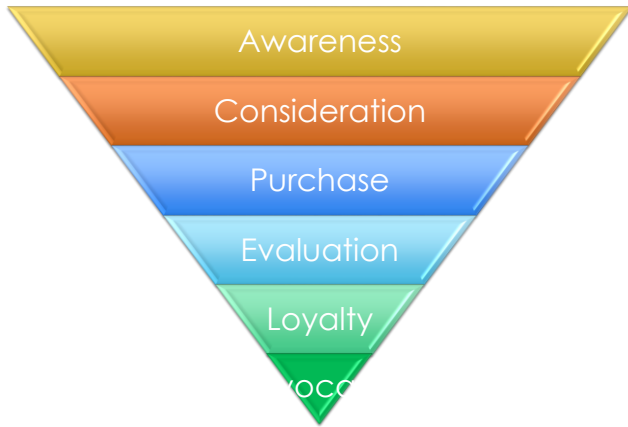 Awareness
Consideration
Purchase
Evaluation
Loyalty